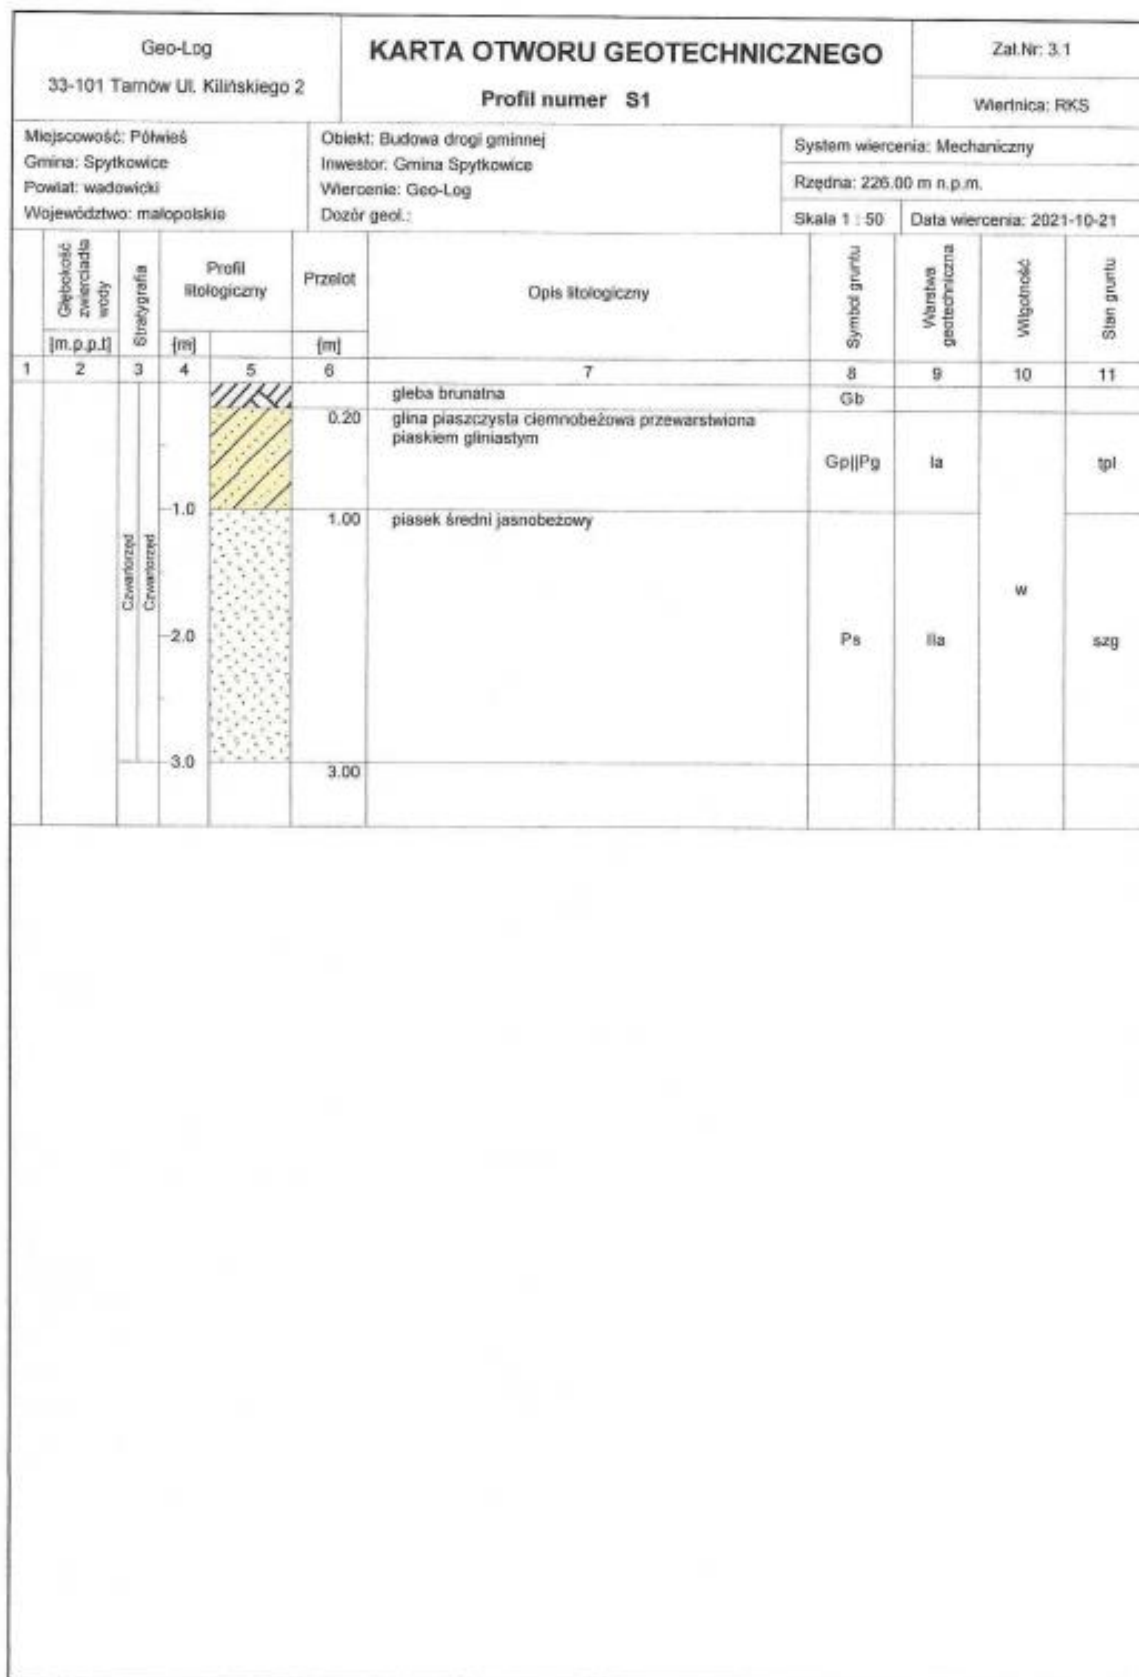 Geo-Log
33-101 Tarnów Ul. Kilińskiego 2
KARTA OTWORU GEOTECHNICZNEGO
Profil numer S1
Zał.Nr: 3.1
Wiertnica: RKS
Miejscowość: Półwieś
Gmina: Spytkowice
Powiat: wadowicki
Województwo: małopolskie
Obiekt: Budowa drogi gminnej
Inwestor: Gmina Spytkowice
Wiercenie: Geo-Log
Dozór geol.:
System wiercenia: Mechaniczny
Rzędna: 226.00 m n.p.m.
Skala 1 : 50
Data wiercenia: 2021-10-21
Głębokość
zwierciadła
wody
[m.p.p.t]
Stratygrafia
Profil
litologiczny
[m]
Przelot
[m]
Opis litologiczny
Symbol gruntu
Warstwa
geotechniczna
Wilgotność
Stan gruntu
1 2 3 4 5 6 7 8 9 10 11
gleba brunatna
Gb
0.20
glina piaszczysta ciemnobeżowa przewarstwiona
piaskiem gliniastym
Gp||Pg
Ia
tpl
1.0
1.00
piasek średni jasnobeżowy
Czwartorzęd
Czwartorzęd
w
2.0
Ps
IIa
szg
3.0
3.00